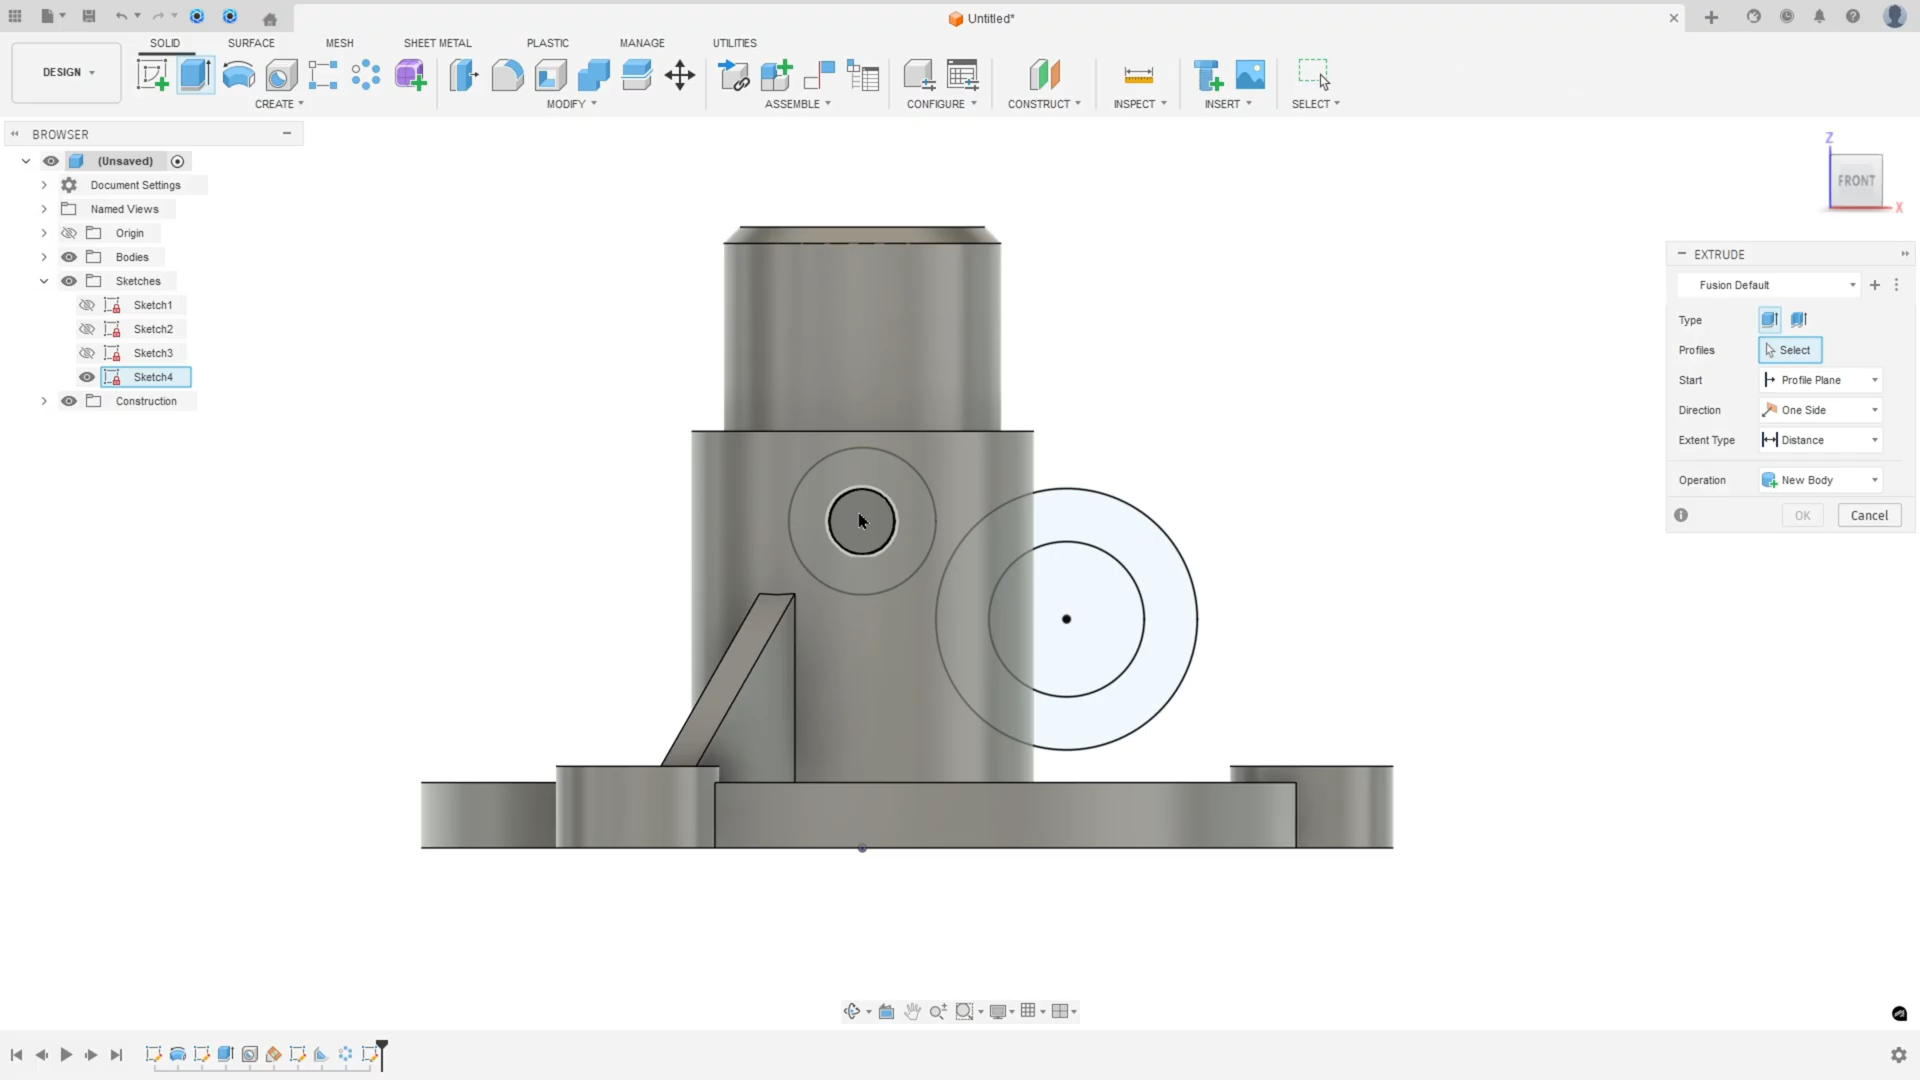 Untitled*
SOLID SURFACE MESH SHEET METAL PLASTIC MANAGE UTILITIES
DESIGN
CREATE MODIFY ASSEMBLE CONFIGURE CONSTRUCT INSPECT INSERT SELECT
BROWSER
(Unsaved)
Document Settings
Named Views
Origin
Bodies
Sketches
Sketch1
Sketch2
Sketch3
Sketch4
Construction
Z
FRONT
X
EXTRUDE
Fusion Default
Type
Profiles Select
Start Profile Plane
Direction One Side
Extent Type Distance
Operation New Body
OK Cancel